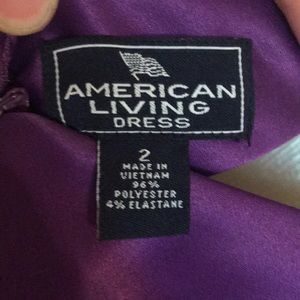 AMERICAN
LIVING
DRESS
2
MADE IN
VIETNAM
96%
POLYESTER
4% ELASTANE